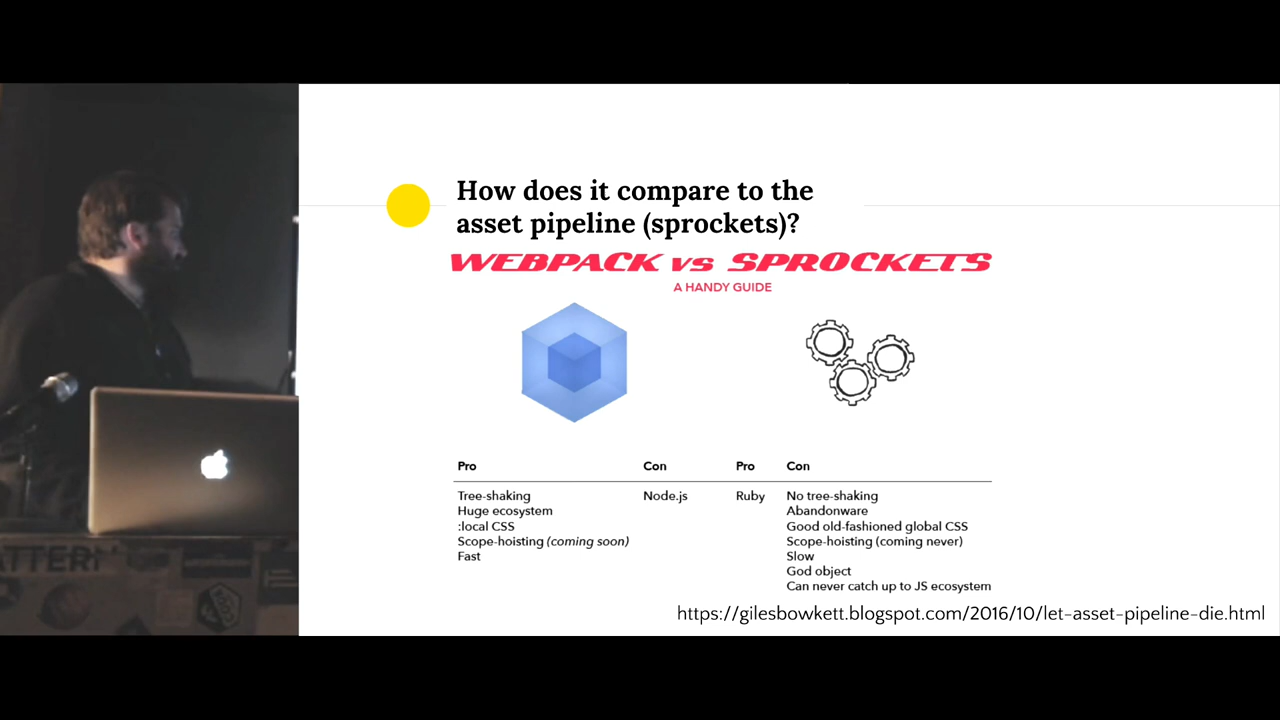 How does it compare to the
asset pipeline (sprockets)?
WEBPACK vs SPROCKETS
A HANDY GUIDE
Pro Con Pro Con
Tree-shaking Node.js Ruby No tree-shaking
Huge ecosystem Abandonware
:local CSS Good old-fashioned global CSS
Scope-hoisting (coming soon) Scope-hoisting (coming never)
Fast Slow
God object
Can never catch up to JS ecosystem
https://gilesbowkett.blogspot.com/2016/10/let-asset-pipeline-die.html